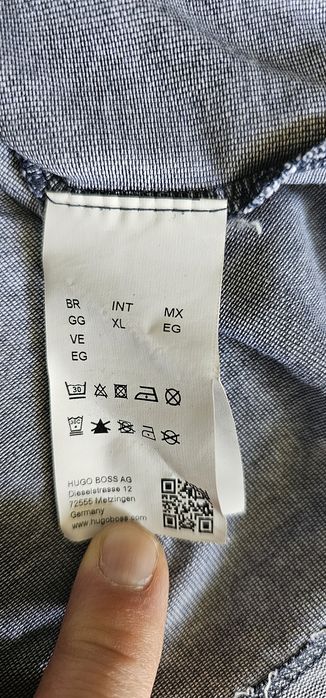 BR INT MX
GG XL EG
VE
EG
30
HUGO BOSS AG
Dieselstrasse 12
72555 Metzingen
Germany
www.hugoboss.com